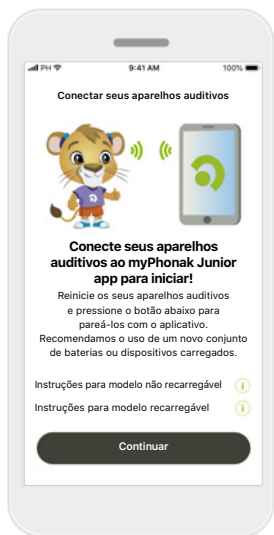 PH 9:41 AM 100%
Conectar seus aparelhos auditivos
Conecte seus aparelhos
auditivos ao myPhonak Junior
app para iniciar!
Reinicie os seus aparelhos auditivos
e pressione o botão abaixo para
pareá-los com o aplicativo.
Recomendamos o uso de um novo conjunto
de baterias ou dispositivos carregados.
Instruções para modelo não recarregável i
Instruções para modelo recarregável i
Continuar